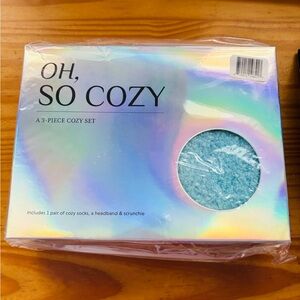 OH,
SO COZY
A 3-PIECE COZY SET
Includes 1 pair of cozy socks, a headband & scrunchie